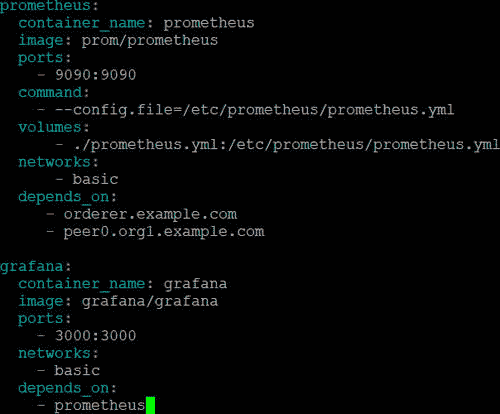 prometheus:
  container_name: prometheus
  image: prom/prometheus
  ports:
    - 9090:9090
  command:
    - --config.file=/etc/prometheus/prometheus.yml
  volumes:
      - ./prometheus.yml:/etc/prometheus/prometheus.yml
  networks:
      - basic
  depends_on:
     - orderer.example.com
     - peer0.org1.example.com

grafana:
  container_name: grafana
  image: grafana/grafana
  ports:
    - 3000:3000
  networks:
    - basic
  depends_on:
    - prometheus